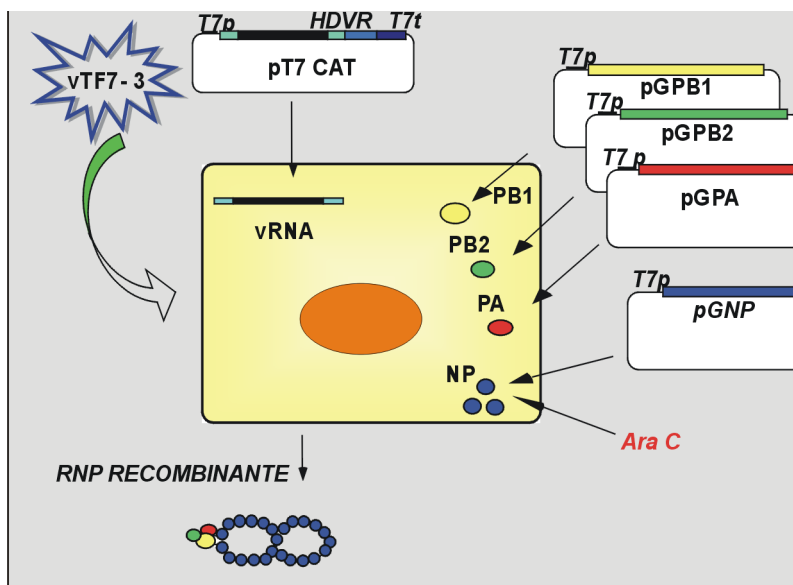 T7p HDVR T7t
pT7 CAT
vTF7-3
T7p
pGPB1
T7p
pGPB2
T7 p
pGPA
T7p
pGNP
PB1
PB2
PA
NP
vRNA
Ara C
RNP RECOMBINANTE